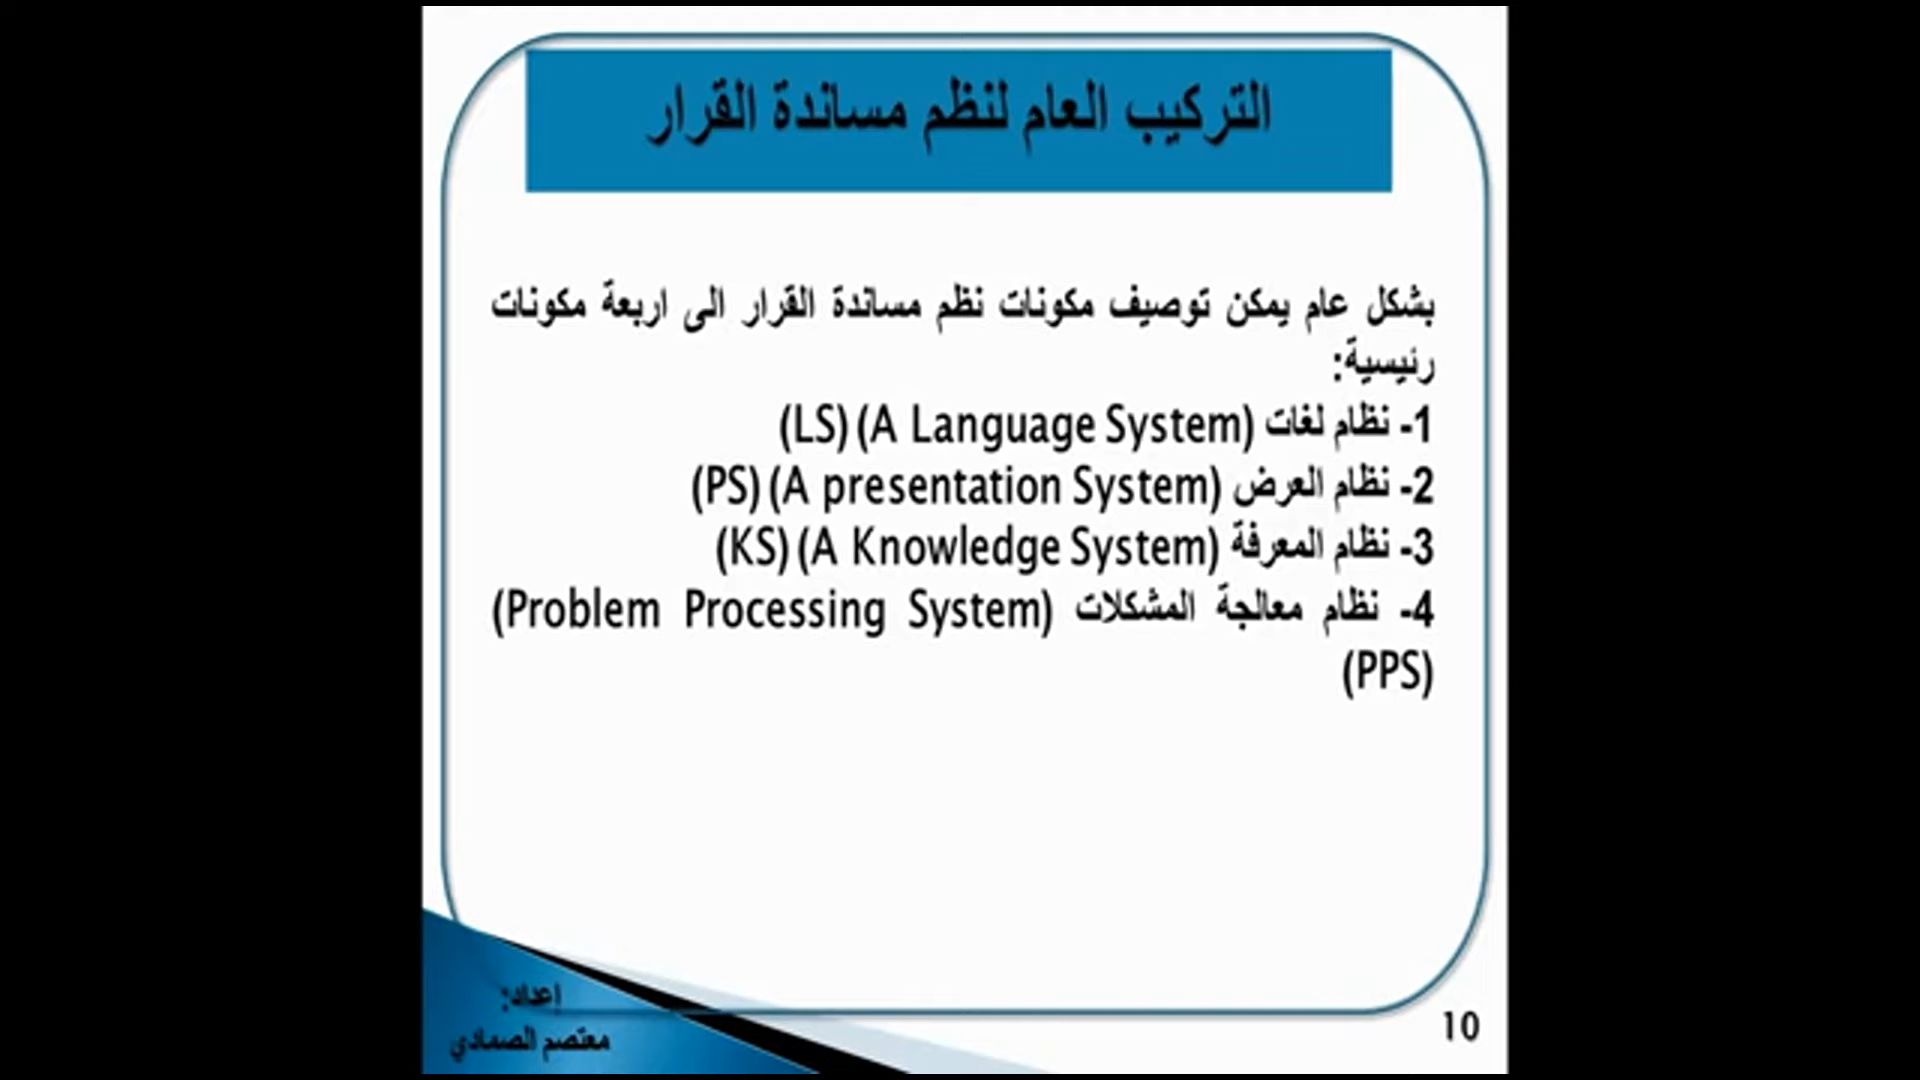 التركيب العام لنظم مساندة القرار
بشكل عام يمكن توصيف مكونات نظم مساندة القرار الى اربعة مكونات
رئيسية:
1- نظام لغات (A Language System) (LS)
2- نظام العرض (A presentation System) (PS)
3- نظام المعرفة (A Knowledge System) (KS)
4- نظام معالجة المشكلات (Problem Processing System)
(PPS)
إعداد:
معتصم الصمادي
10